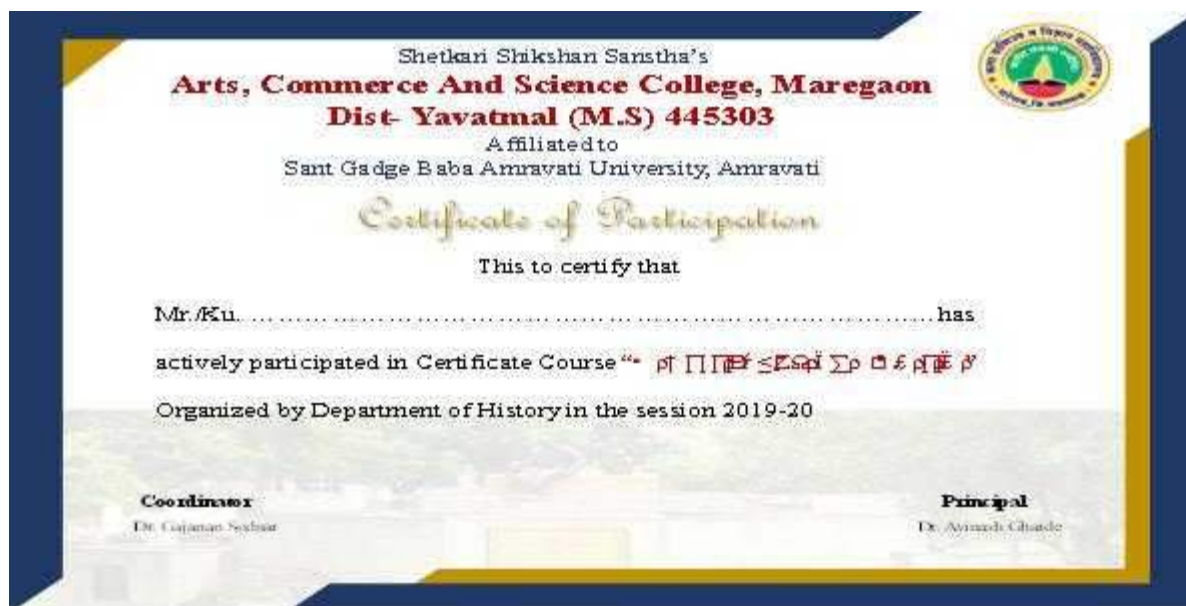 Shetkari Shikshan Sanstha's
Arts, Commerce And Science College, Maregaon
Dist- Yavatmal (M.S) 445303
Affiliated to
Sant Gadge Baba Amravati University, Amravati
Certificate of Participation
This to certify that
Mr./Ku.................................................................has
actively participated in Certificate Course “
Organized by Department of History in the session 2019-20
Coordinator
Principal
Dr. Gajanan
Dr. Avinash